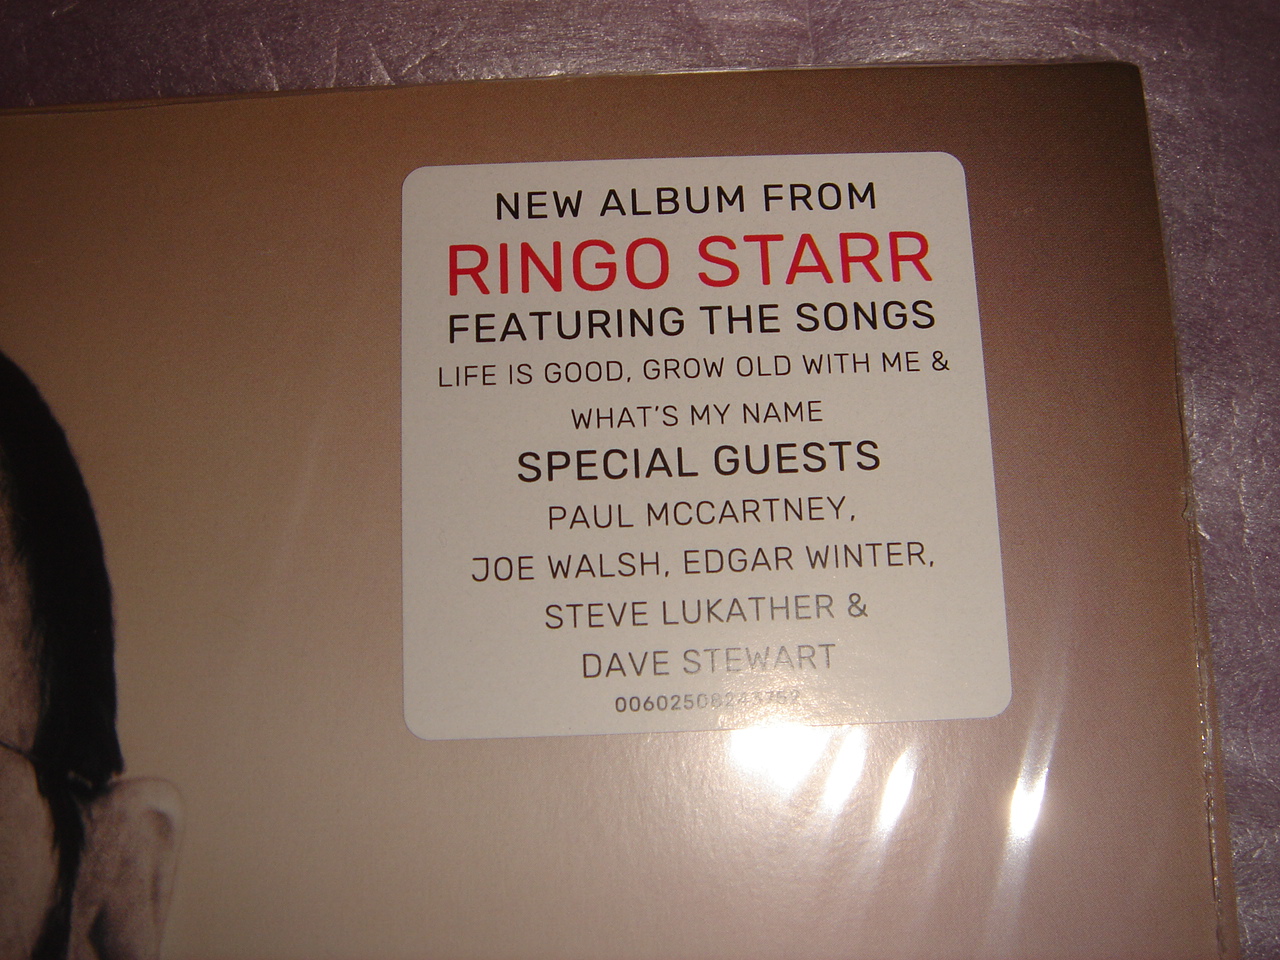 NEW ALBUM FROM
RINGO STARR
FEATURING THE SONGS
LIFE IS GOOD, GROW OLD WITH ME &
WHAT'S MY NAME
SPECIAL GUESTS
PAUL MCCARTNEY,
JOE WALSH, EDGAR WINTER,
STEVE LUKATHER &
DAVE STEWART